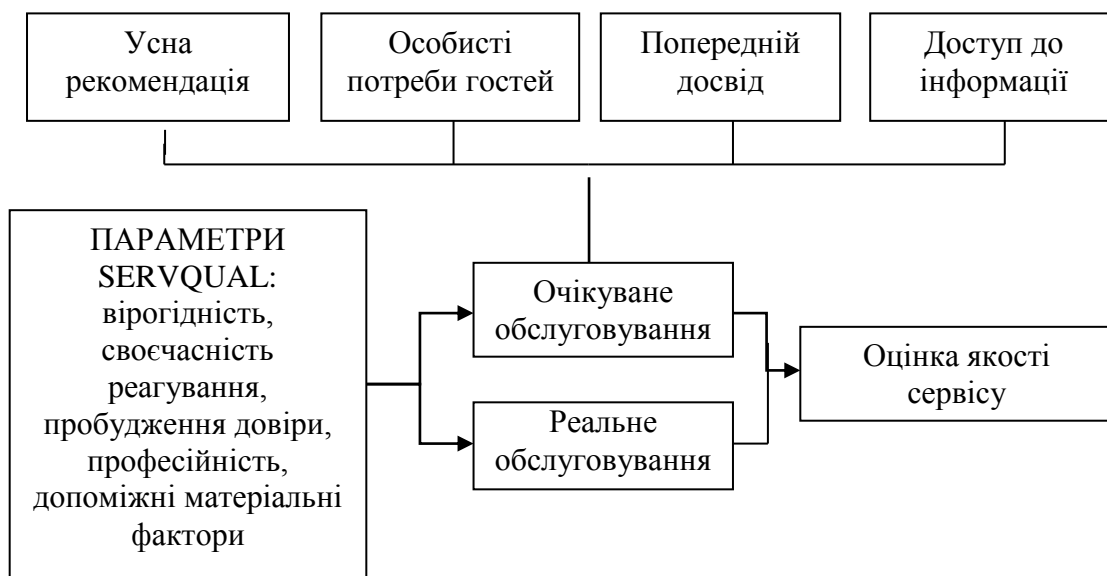 Усна
рекомендація
Особисті
потреби гостей
Попередній
досвід
Доступ до
інформації
ПАРАМЕТРИ
SERVQUAL:
вірогідність,
своєчасність
реагування,
пробудження довіри,
професійність,
допоміжні матеріальні
фактори
Очікуване
обслуговування
Реальне
обслуговування
Оцінка якості
сервісу